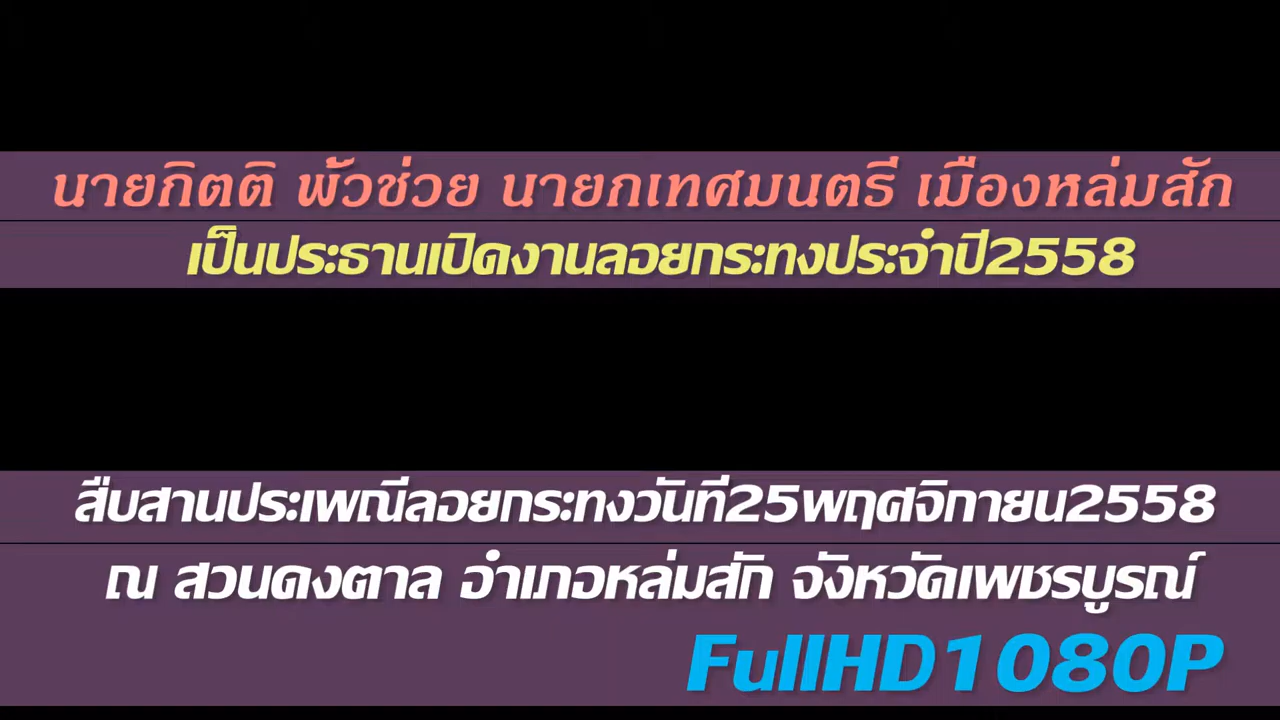 นายกิตติ พั้วช่วย นายกเทศมนตรี เมืองหล่มสัก
เป็นประธานเปิดงานลอยกระทงประจำปี2558
สืบสานประเพณีลอยกระทงวันที่25พฤศจิกายน2558
ณ สวนดงตาล อำเภอหล่มสัก จังหวัดเพชรบูรณ์
FullHD1080P